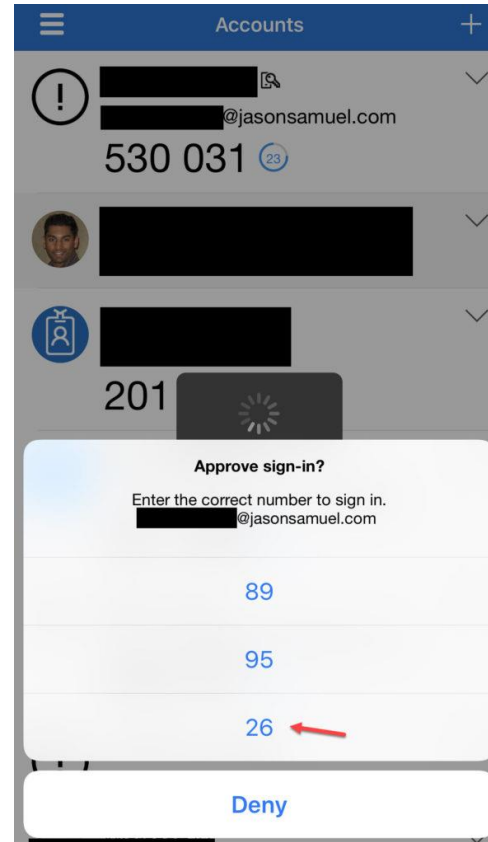 Accounts
@jasonsamuel.com
530 031 23
201
Approve sign-in?
Enter the correct number to sign in.
@jasonsamuel.com
89
95
26
Deny